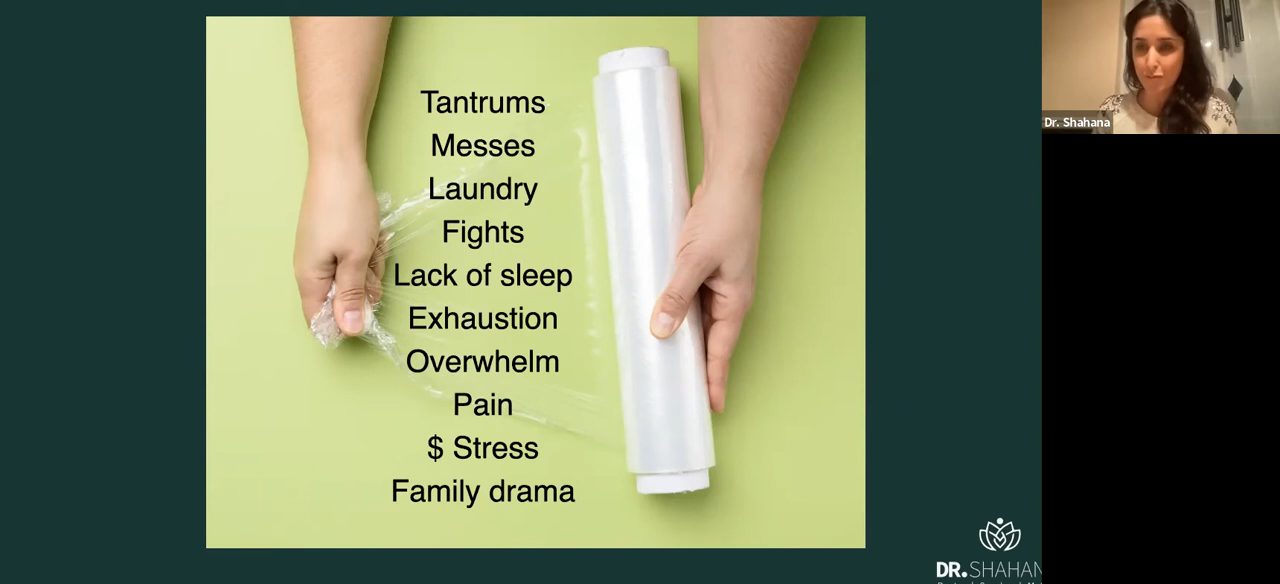 Tantrums
Messes
Laundry
Fights
Lack of sleep
Exhaustion
Overwhelm
Pain
$ Stress
Family drama
Dr. Shahana
DR.SHAHAN